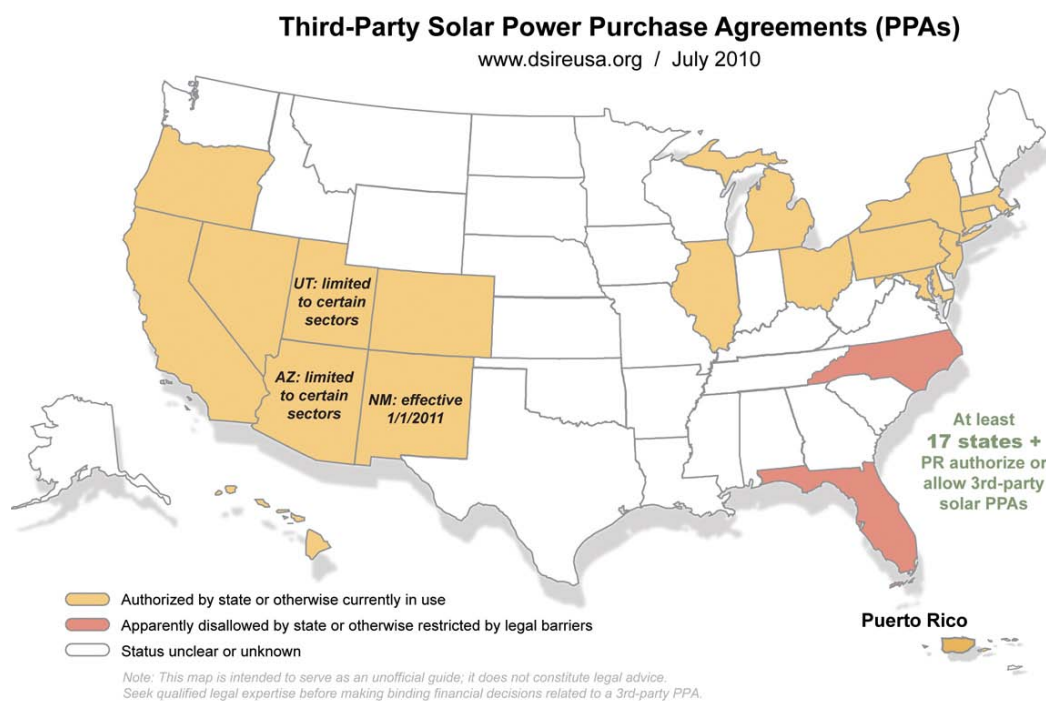 Third-Party Solar Power Purchase Agreements (PPAs)
www.dsireusa.org / July 2010
UT: limited
to certain
sectors
AZ: limited
to certain
sectors
NM: effective
1/1/2011
At least
17 states +
PR authorize or
allow 3rd-party
solar PPAs
Authorized by state or otherwise currently in use
Apparently disallowed by state or otherwise restricted by legal barriers
Status unclear or unknown
Puerto Rico
Note: This map is intended to serve as an unofficial guide; it does not constitute legal advice.
Seek qualified legal expertise before making binding financial decisions related to a 3rd-party PPA.